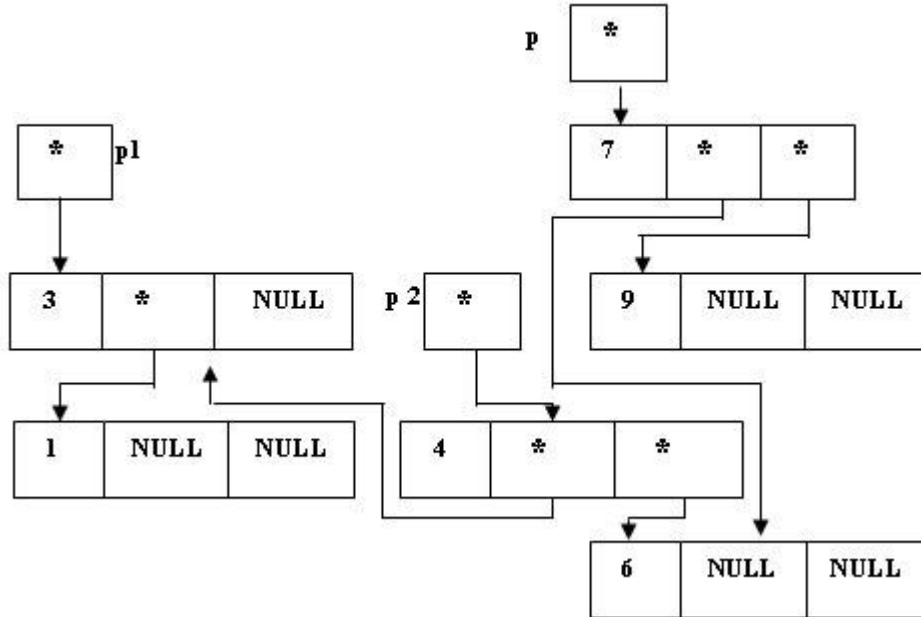 p *
* p1
7 * *
3 * NULL
p 2 *
9 NULL NULL
1 NULL NULL
4 * *
6 NULL NULL